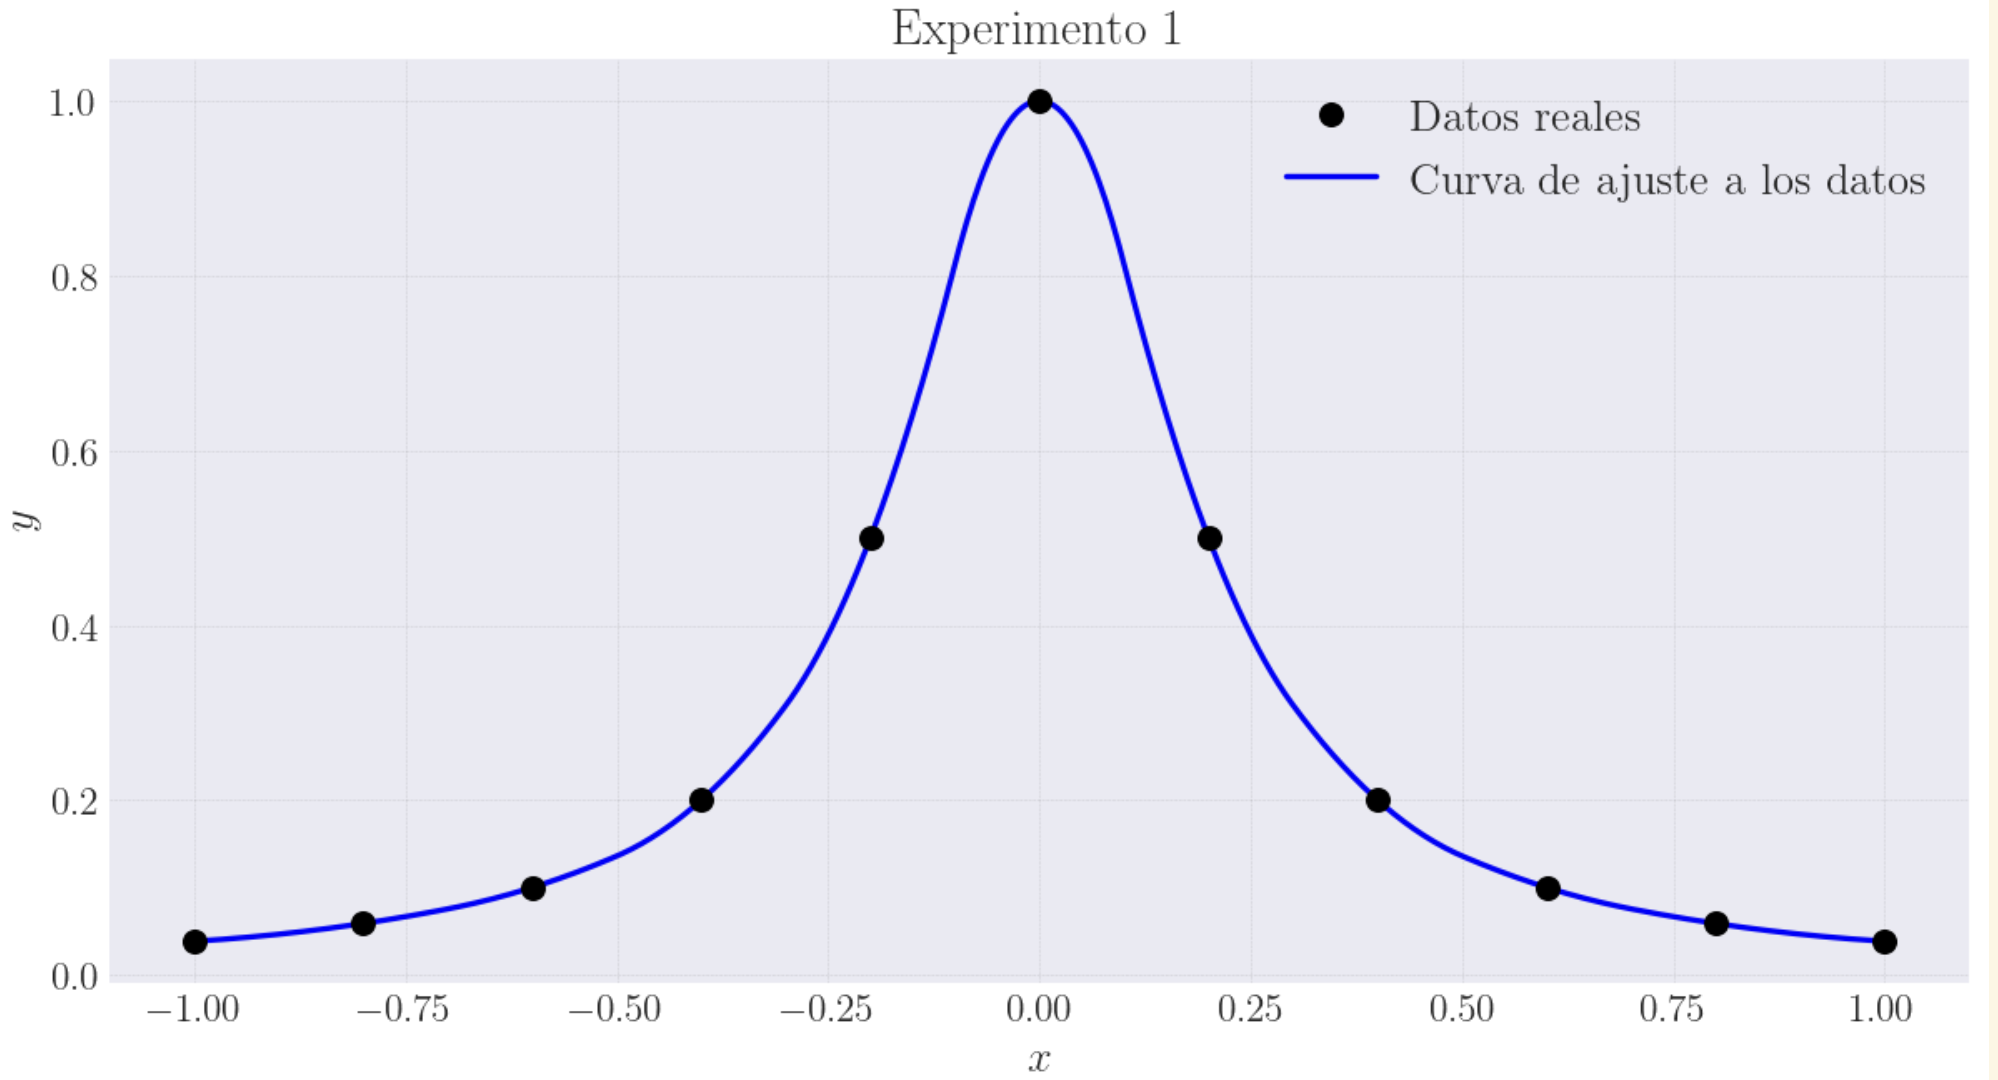 Experimento 1
Datos reales
Curva de ajuste a los datos
1.0
0.8
0.6
0.4
0.2
0.0
y
−1.00 −0.75 −0.50 −0.25 0.00 0.25 0.50 0.75 1.00
x